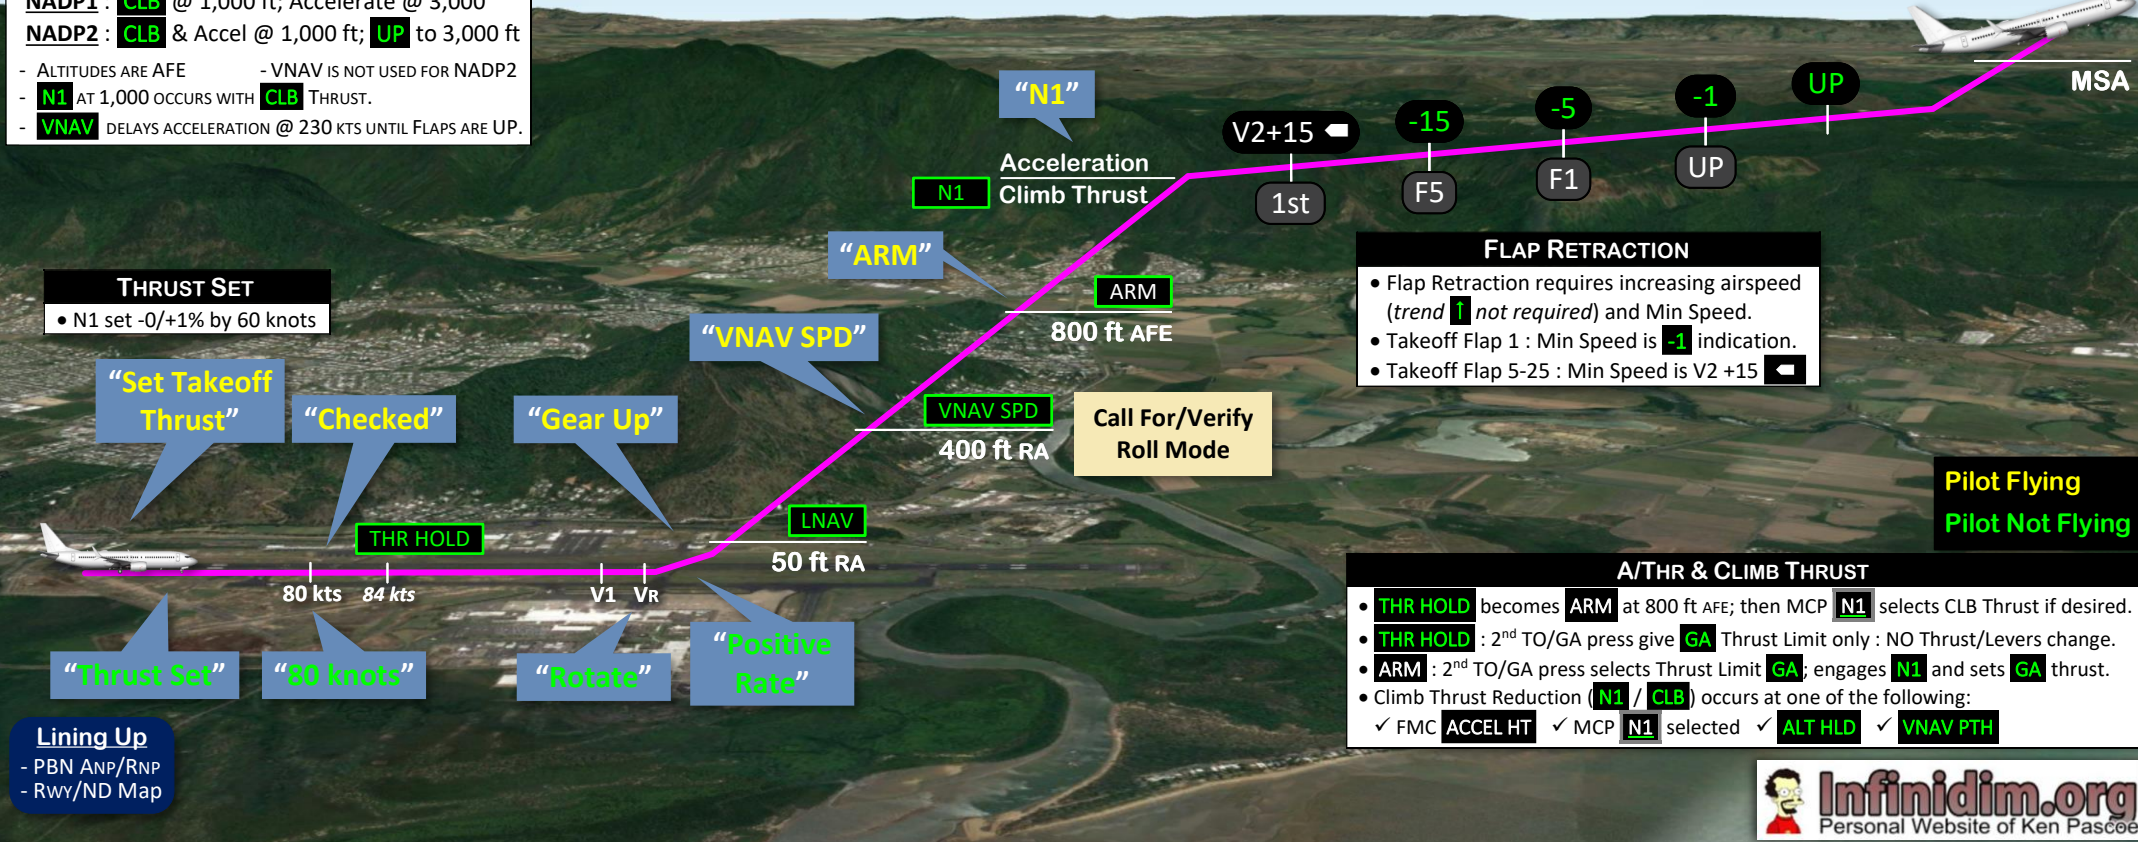 NADP1 : CLB @ 1,000 ft; Accelerate @ 3,000
NADP2 : CLB & Accel @ 1,000 ft; UP to 3,000 ft
- ALTITUDES ARE AFE - VNAV IS NOT USED FOR NADP2
- N1 AT 1,000 OCCURS WITH CLB THRUST.
- VNAV DELAYS ACCELERATION @ 230 KTS UNTIL FLAPS ARE UP.
MSA
"N1"
V2+15
-15
-5
-1
UP
Acceleration
N1 Climb Thrust
1st
F5
F1
UP
"ARM"
ARM
800 ft AFE
FLAP RETRACTION
• Flap Retraction requires increasing airspeed
(trend ↑ not required) and Min Speed.
• Takeoff Flap 1 : Min Speed is -1 indication.
• Takeoff Flap 5-25 : Min Speed is V2 +15
THRUST SET
• N1 set -0/+1% by 60 knots
"VNAV SPD"
VNAV SPD
400 ft RA
Call For/Verify
Roll Mode
"Set Takeoff
Thrust"
"Checked"
"Gear Up"
THR HOLD
LNAV
50 ft RA
80 kts
84 kts
V1
VR
"Thrust Set"
"80 knots"
"Rotate"
"Positive
Rate"
Pilot Flying
Pilot Not Flying
Lining Up
- PBN ANP/RNP
- RWY/ND Map
A/THR & CLIMB THRUST
• THR HOLD becomes ARM at 800 ft AFE; then MCP N1 selects CLB Thrust if desired.
• THR HOLD : 2nd TO/GA press give GA Thrust Limit only : NO Thrust/Levers change.
• ARM : 2nd TO/GA press selects Thrust Limit GA; engages N1 and sets GA thrust.
• Climb Thrust Reduction (N1 / CLB) occurs at one of the following:
✓ FMC ACCEL HT ✓ MCP N1 selected ✓ ALT HLD ✓ VNAV PTH
Infinidim.org
Personal Website of Ken Pascoe